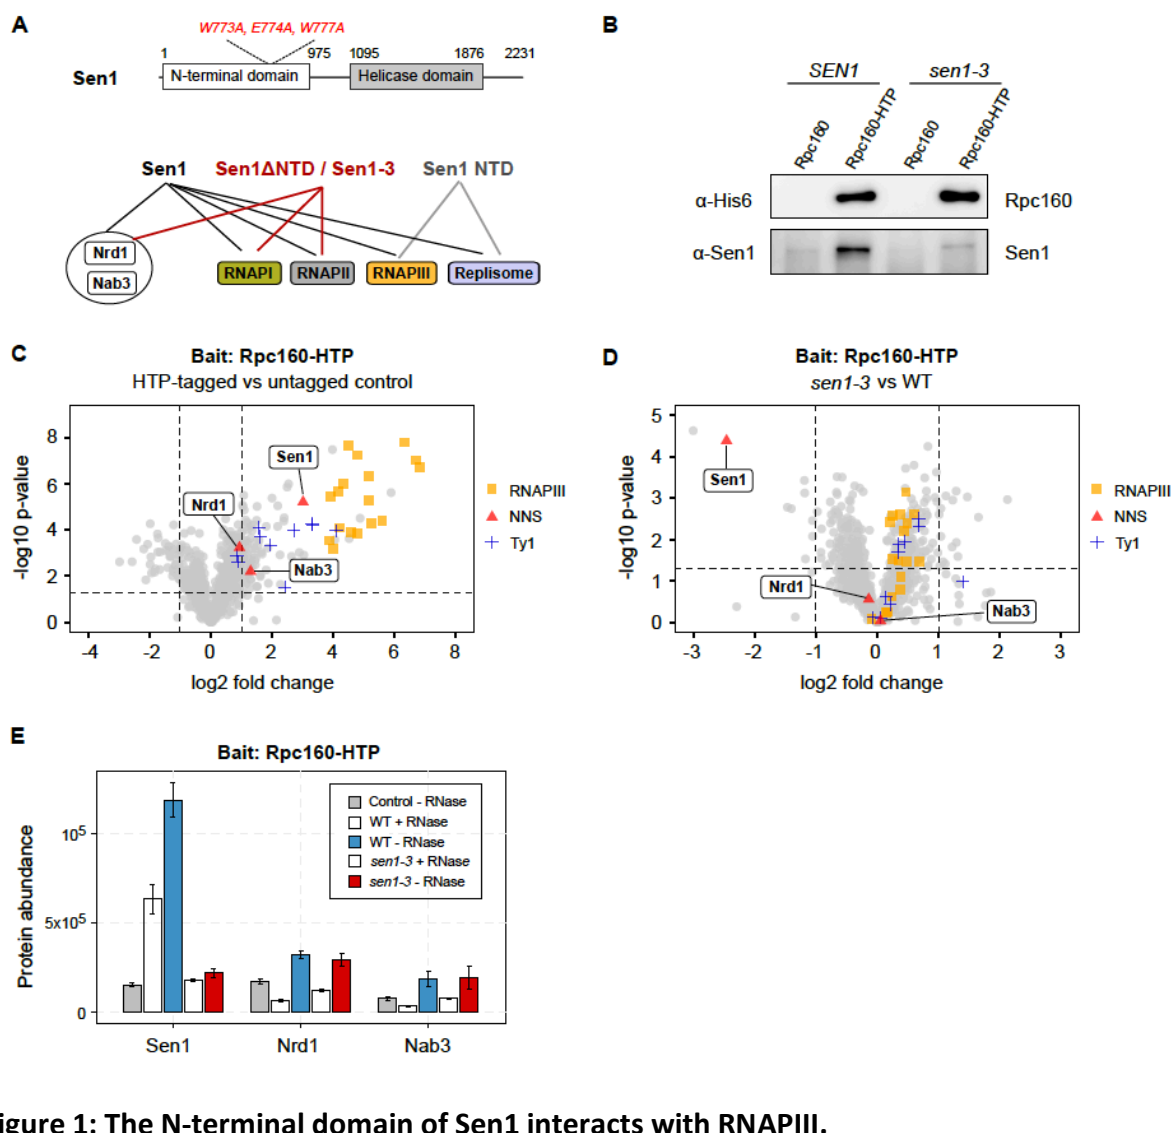 A
W773A, E774A, W777A
1 975 1095 1876 2231
Sen1 N-terminal domain Helicase domain
Sen1 Sen1ΔNTD / Sen1-3 Sen1 NTD
Nrd1
Nab3
RNAPI RNAPII RNAPIII Replisome
B
SEN1 sen1-3
Rpc160 Rpc160-HTP Rpc160 Rpc160-HTP
α-His6 Rpc160
α-Sen1 Sen1
C
Bait: Rpc160-HTP
HTP-tagged vs untagged control
-log10 p-value
8
6
4
2
0
-4 -2 0 2 4 6 8
log2 fold change
Sen1
Nrd1
Nab3
RNAPIII
NNS
Ty1
D
Bait: Rpc160-HTP
sen1-3 vs WT
-log10 p-value
5
4
3
2
1
0
-3 -2 -1 0 1 2 3
log2 fold change
Sen1
Nrd1
Nab3
RNAPIII
NNS
Ty1
E
Bait: Rpc160-HTP
Protein abundance
10⁵
5x10⁵
0
Control - RNase
WT + RNase
WT - RNase
sen1-3 + RNase
sen1-3 - RNase
Sen1 Nrd1 Nab3
igure 1: The N-terminal domain of Sen1 interacts with RNAPIII.